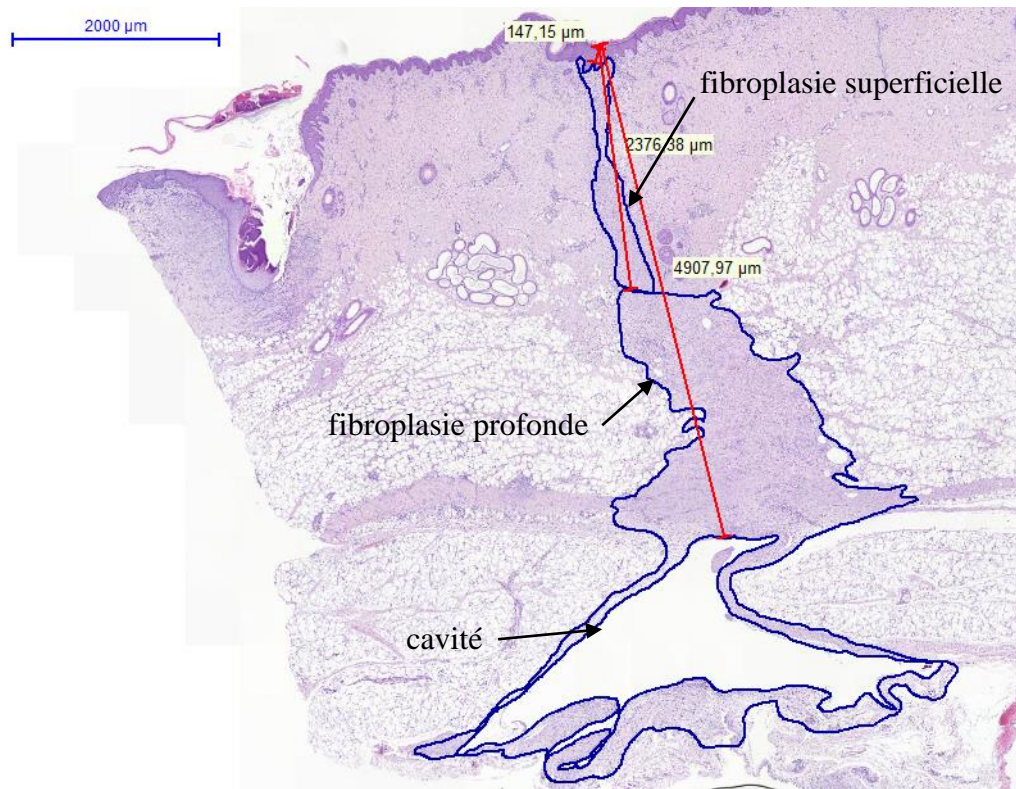 2000 µm
147,15 µm
fibroplasie superficielle
2376,38 µm
4907,97 µm
fibroplasie profonde
cavité